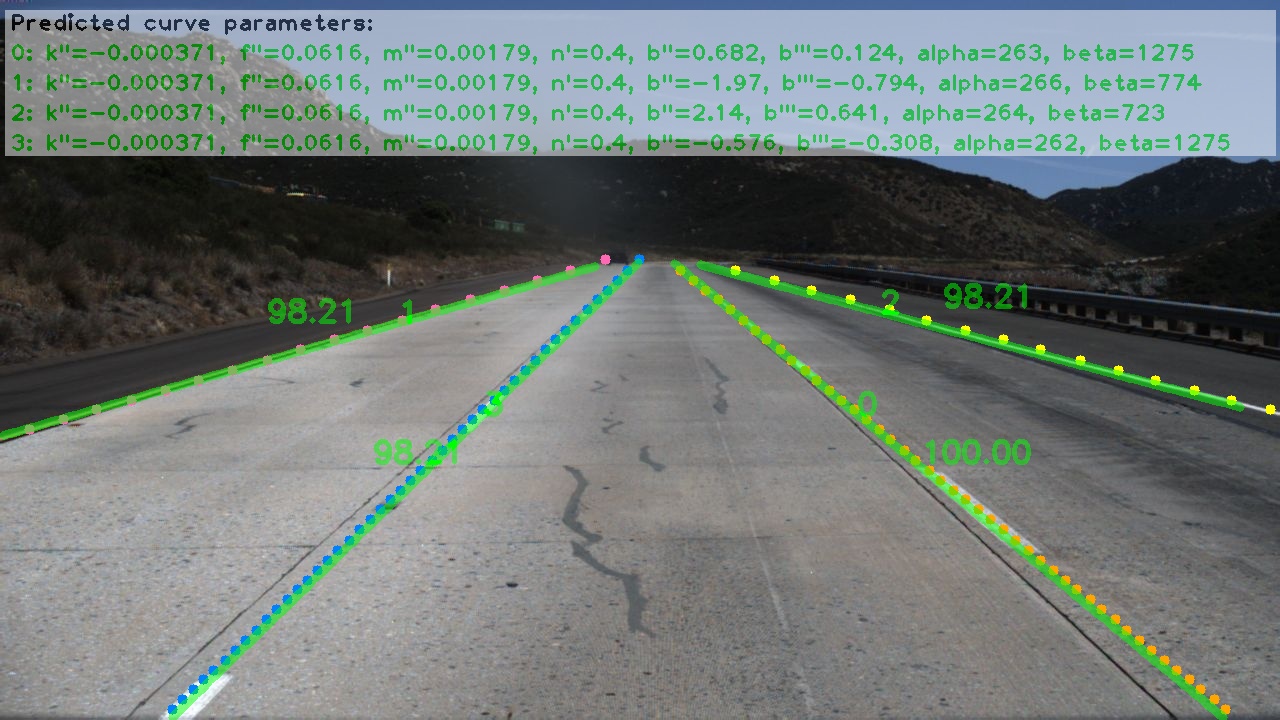 Predicted curve parameters:
0: k"=-0.000371, f"=0.0616, m"=0.00179, n'=0.4, b"=0.682, b'"=0.124, alpha=263, beta=1275
1: k"=-0.000371, f"=0.0616, m"=0.00179, n'=0.4, b"=-1.97, b'"=-0.794, alpha=266, beta=774
2: k"=-0.000371, f"=0.0616, m"=0.00179, n'=0.4, b"=2.14, b'"=0.641, alpha=264, beta=723
3: k"=-0.000371, f"=0.0616, m"=0.00179, n'=0.4, b"=-0.576, b'"=-0.308, alpha=262, beta=1275
98.21 1 2 98.21
3 0
98.21 100.00